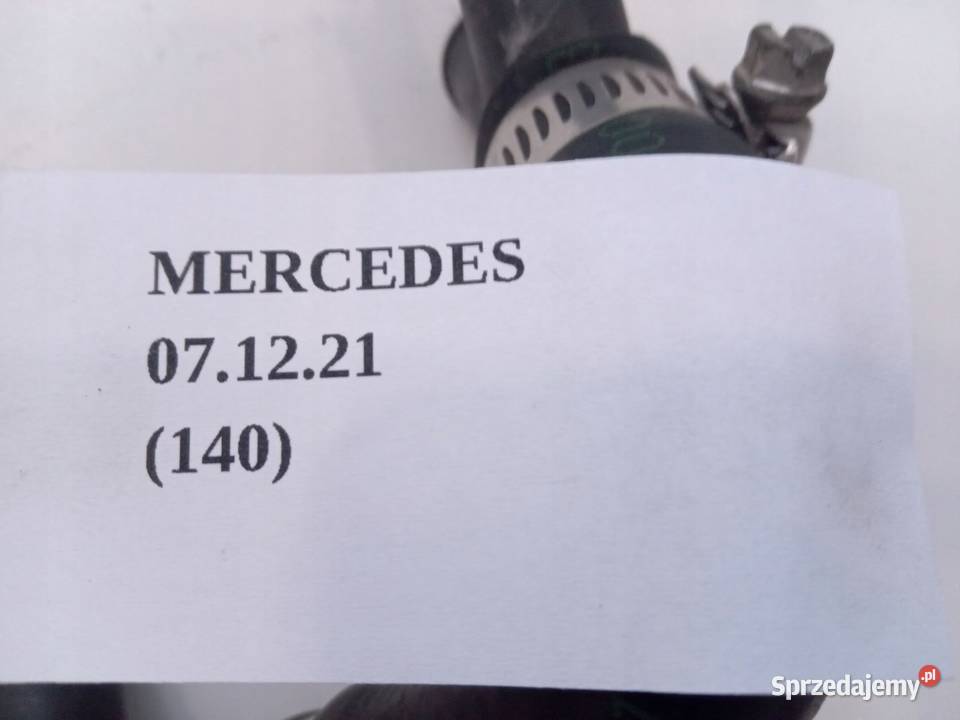 MERCEDES
07.12.21
(140)
Sprzedajemy.pl